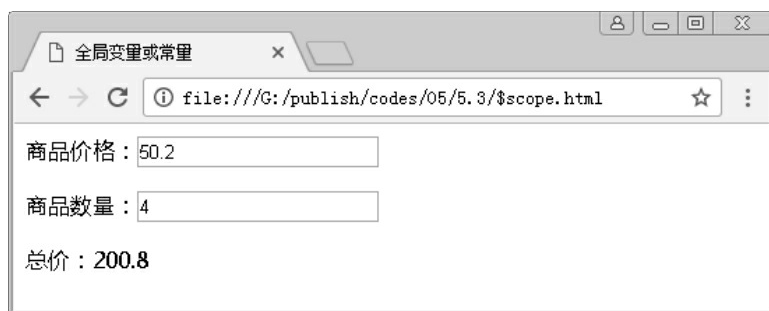 全局变量或常量
file:///G:/publish/codes/05/5.3/$scope.html
商品价格：50.2
商品数量：4
总价：200.8